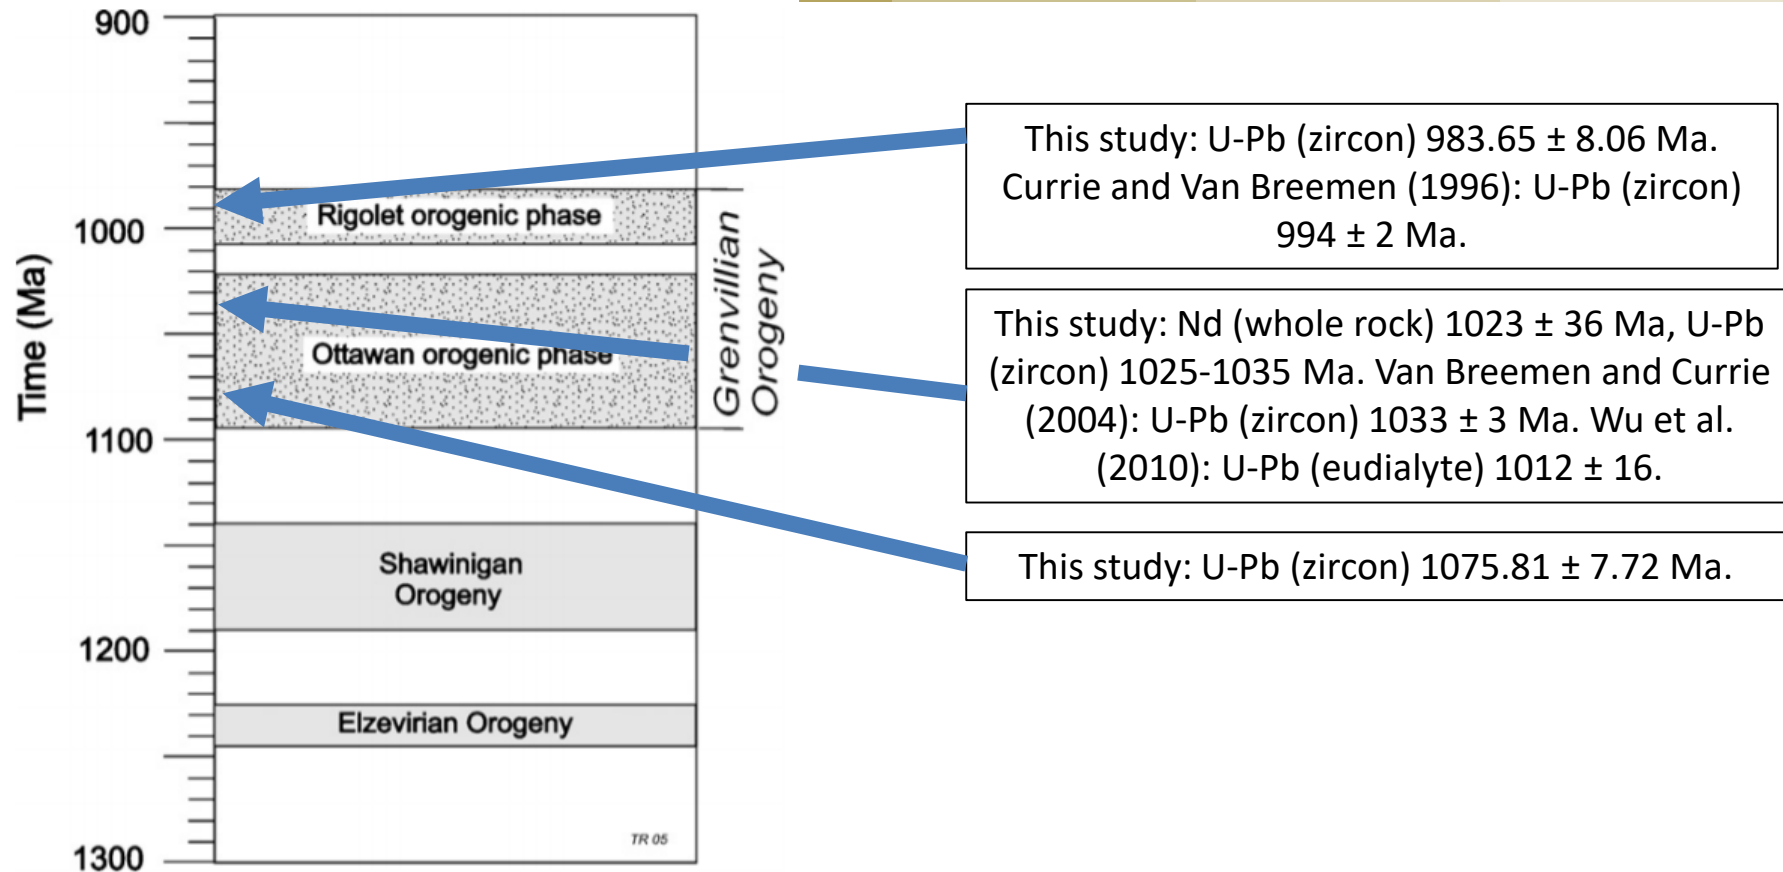 900
1000
1100
1200
1300
Time (Ma)
Rigolet orogenic phase
Ottawan orogenic phase
Shawinigan
Orogeny
Elzevirian Orogeny
TR 05
Grenvillian
Orogeny
This study: U-Pb (zircon) 983.65 ± 8.06 Ma.
Currie and Van Breemen (1996): U-Pb (zircon)
994 ± 2 Ma.
This study: Nd (whole rock) 1023 ± 36 Ma, U-Pb
(zircon) 1025-1035 Ma. Van Breemen and Currie
(2004): U-Pb (zircon) 1033 ± 3 Ma. Wu et al.
(2010): U-Pb (eudialyte) 1012 ± 16.
This study: U-Pb (zircon) 1075.81 ± 7.72 Ma.